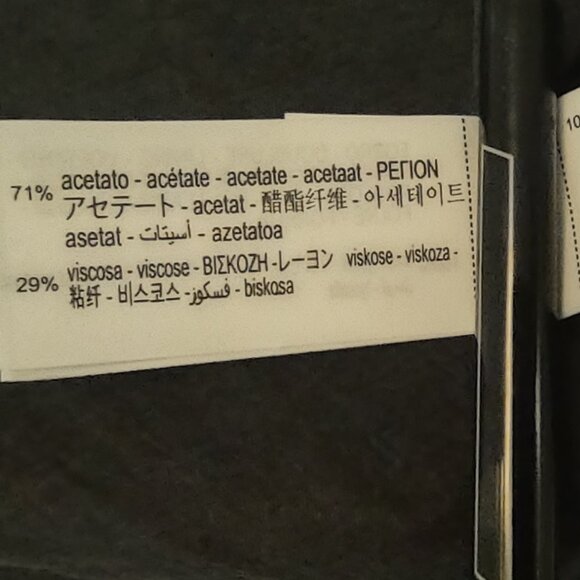 71% acetato - acétate - acetate - acetaat - ΡΕΓΙΟΝ
アセテート - acetat - 醋酯纤维 - 아세테이트
asetat - أسيتات - azetatoa
29% viscosa - viscose - ΒΙΣΚΟΖΗ -レーヨン viskose - viskoza -
粘纤 - 비스코스 -فسكوز - biskosa
10